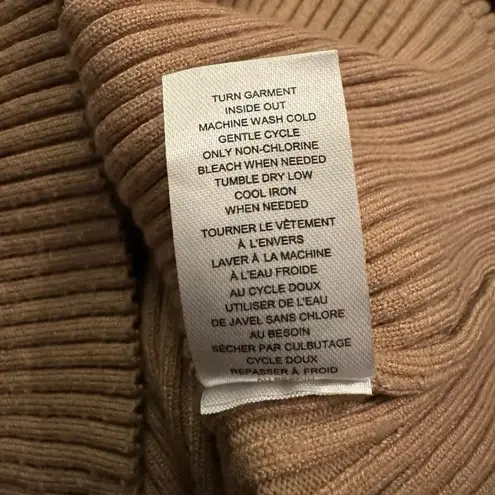 TURN GARMENT
INSIDE OUT
MACHINE WASH COLD
GENTLE CYCLE
ONLY NON-CHLORINE
BLEACH WHEN NEEDED
TUMBLE DRY LOW
COOL IRON
WHEN NEEDED
TOURNER LE VÊTEMENT
À L'ENVERS
LAVER À LA MACHINE
À L'EAU FROIDE
AU CYCLE DOUX
UTILISER DE L'EAU
DE JAVEL SANS CHLORE
AU BESOIN
SÉCHER PAR CULBUTAGE
CYCLE DOUX
REPASSER À FROID